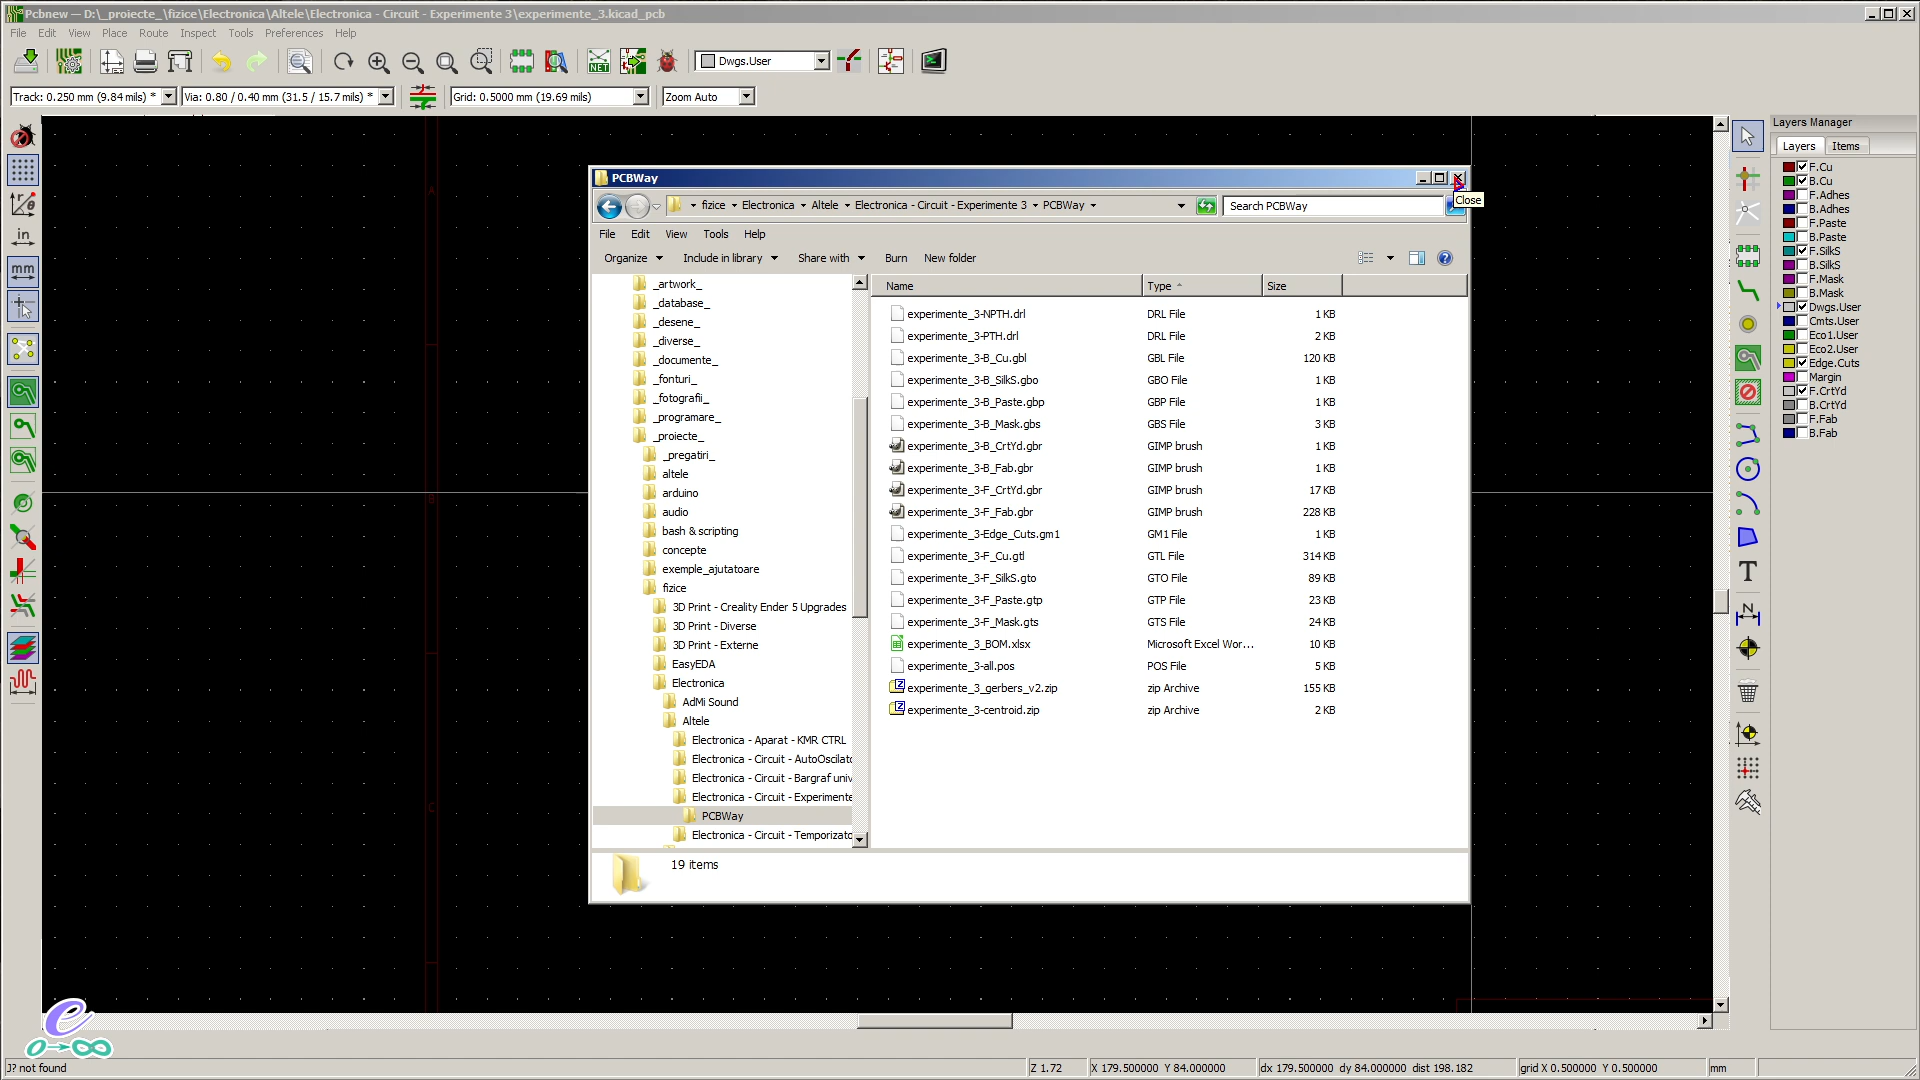 Pcbnew — D:\_proiecte_\fizice\Electronica\Altele\Electronica - Circuit - Experimente 3\experimente_3.kicad_pcb
File Edit View Place Route Inspect Tools Preferences Help
NET
Dwgs.User
Track: 0.250 mm (9.84 mils) *
Via: 0.80 / 0.40 mm (31.5 / 15.7 mils) *
Grid: 0.5000 mm (19.69 mils)
Zoom Auto
in
mm
A
B
C
PCBWay
Close
fizice Electronica Altele Electronica - Circuit - Experimente 3 PCBWay
Search PCBWay
File Edit View Tools Help
Organize Include in library Share with Burn New folder
_artwork_
_database_
_desene_
_diverse_
_documente_
_fonturi_
_fotografii_
_programare_
_proiecte_
_pregatiri_
altele
arduino
audio
bash & scripting
concepte
exemple_ajutatoare
fizice
3D Print - Creality Ender 5 Upgrades
3D Print - Diverse
3D Print - Externe
EasyEDA
Electronica
AdMi Sound
Altele
Electronica - Aparat - KMR CTRL
Electronica - Circuit - AutoOscilato
Electronica - Circuit - Bargraf univ
Electronica - Circuit - Experimente
PCBWay
Electronica - Circuit - Temporizato
Name Type Size
experimente_3-NPTH.drl DRL File 1 KB
experimente_3-PTH.drl DRL File 2 KB
experimente_3-B_Cu.gbl GBL File 120 KB
experimente_3-B_SilkS.gbo GBO File 1 KB
experimente_3-B_Paste.gbp GBP File 1 KB
experimente_3-B_Mask.gbs GBS File 3 KB
experimente_3-B_CrtYd.gbr GIMP brush 1 KB
experimente_3-B_Fab.gbr GIMP brush 1 KB
experimente_3-F_CrtYd.gbr GIMP brush 17 KB
experimente_3-F_Fab.gbr GIMP brush 228 KB
experimente_3-Edge_Cuts.gm1 GM1 File 1 KB
experimente_3-F_Cu.gtl GTL File 314 KB
experimente_3-F_SilkS.gto GTO File 89 KB
experimente_3-F_Paste.gtp GTP File 23 KB
experimente_3-F_Mask.gts GTS File 24 KB
experimente_3_BOM.xlsx Microsoft Excel Wor... 10 KB
experimente_3-all.pos POS File 5 KB
experimente_3_gerbers_v2.zip zip Archive 155 KB
experimente_3-centroid.zip zip Archive 2 KB
19 items
Layers Manager
Layers Items
F.Cu
B.Cu
F.Adhes
B.Adhes
F.Paste
B.Paste
F.SilkS
B.SilkS
F.Mask
B.Mask
Dwgs.User
Cmts.User
Eco1.User
Eco2.User
Edge.Cuts
Margin
F.CrtYd
B.CrtYd
F.Fab
B.Fab
T
N
e
0→∞
J? not found
Z 1.72
X 179.500000 Y 84.000000
dx 179.500000 dy 84.000000 dist 198.182
grid X 0.500000 Y 0.500000
mm